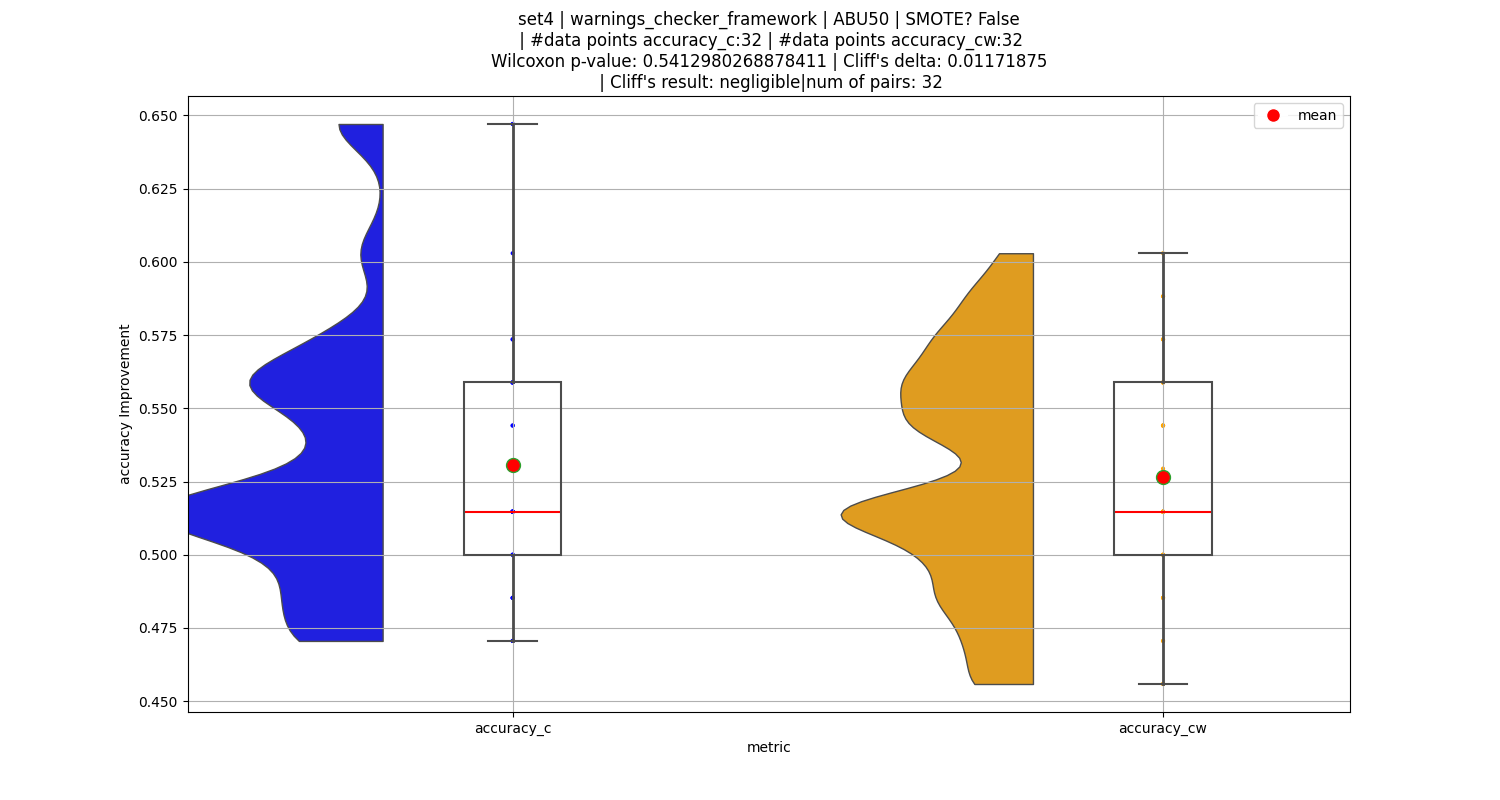 set4 | warnings_checker_framework | ABU50 | SMOTE? False
| #data points accuracy_c:32 | #data points accuracy_cw:32
Wilcoxon p-value: 0.5412980268878411 | Cliff's delta: 0.01171875
| Cliff's result: negligible|num of pairs: 32
mean
0.650
0.625
0.600
0.575
0.550
0.525
0.500
0.475
0.450
accuracy Improvement
accuracy_c
accuracy_cw
metric